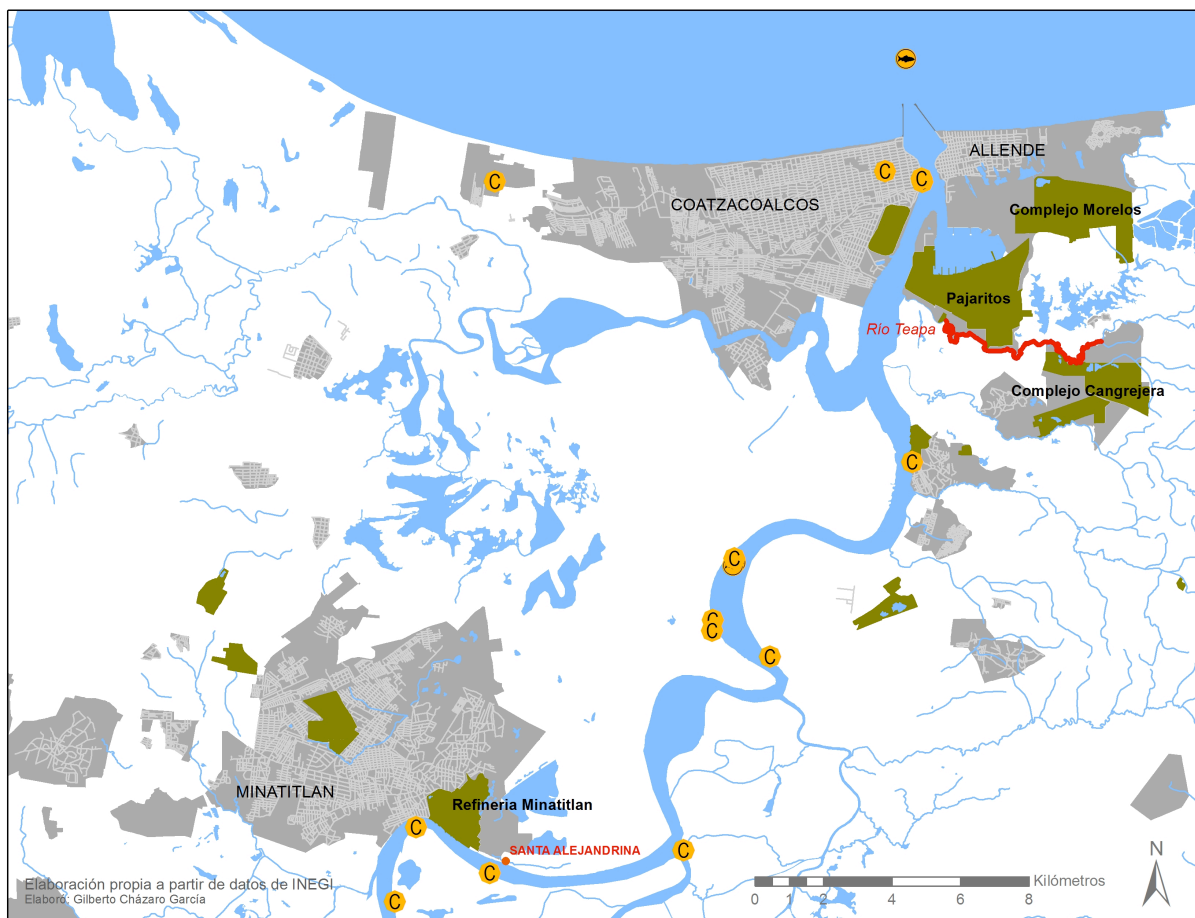 ALLENDE
C
C
C
COATZACOALCOS
Complejo Morelos
Pajaritos
Río Teapa
Complejo Cangrejera
C
C
C
C
C
MINATITLAN
Refineria Minatitlan
C
SANTA ALEJANDRINA
C
C
C
Elaboración propia a partir de datos de INEGI
Elaboró: Gilberto Cházaro García
Kilómetros
0 1 2 4 6 8
N